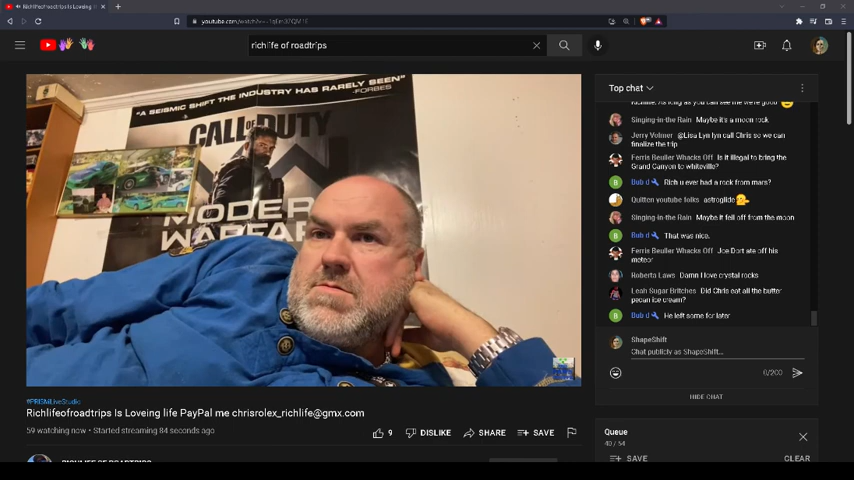 Richlifeofroadtrips Is Loveing li
richlife of roadtrips
"A SEISMIC SHIFT THE INDUSTRY HAS RARELY SEEN"
-FORBES
CALL OF DUTY
MODERN
WARFARE
Top chat
Singing-in-the Rain Maybe it's a moon rock
Jerry Volmer @Lisa Lyn lyn call Chris so we can
finalize the trip
Ferris Beuller Whacks Off Is it illegal to bring the
Grand Canyon to whiteville?
Bub d Rich u ever had a rock from mars?
Quitten youtube folks astroglide
Singing-in-the Rain Maybe it fell off from the moon
Bub d That was nice.
Ferris Beuller Whacks Off Joe Dort ate off his
meteor
Roberta Laws Damn I love crystal rocks
Leah Sugar Britches Did Chris eat all the butter
pecan ice cream?
Bub d He left some for later
ShapeShift
Chat publicly as ShapeShift...
0/200
HIDE CHAT
#PRISMLiveStudio
Richlifeofroadtrips Is Loveing life PayPal me chrisrolex_richlife@gmx.com
59 watching now • Started streaming 84 seconds ago
9 DISLIKE SHARE SAVE
Queue
SAVE CLEAR